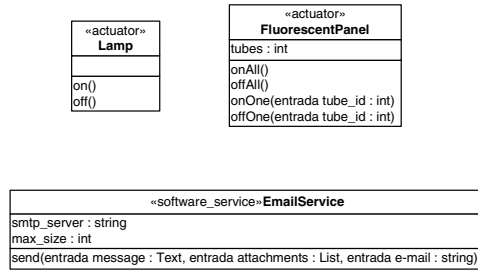 «actuator»
Lamp
on()
off()
«actuator»
FluorescentPanel
tubes : int
onAll()
offAll()
onOne(entrada tube_id : int)
offOne(entrada tube_id : int)
«software_service»EmailService
smtp_server : string
max_size : int
send(entrada message : Text, entrada attachments : List, entrada e-mail : string)